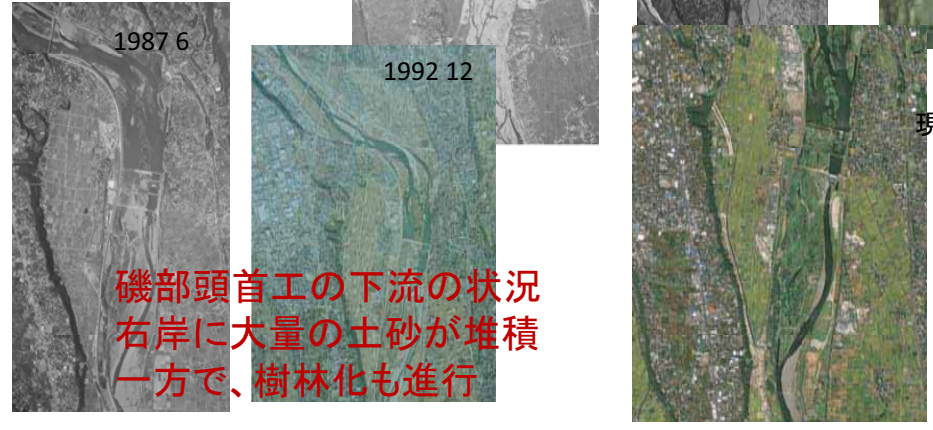 1987 6
1992 12
現
磯部頭首工の下流の状況
右岸に大量の土砂が堆積
一方で、樹林化も進行